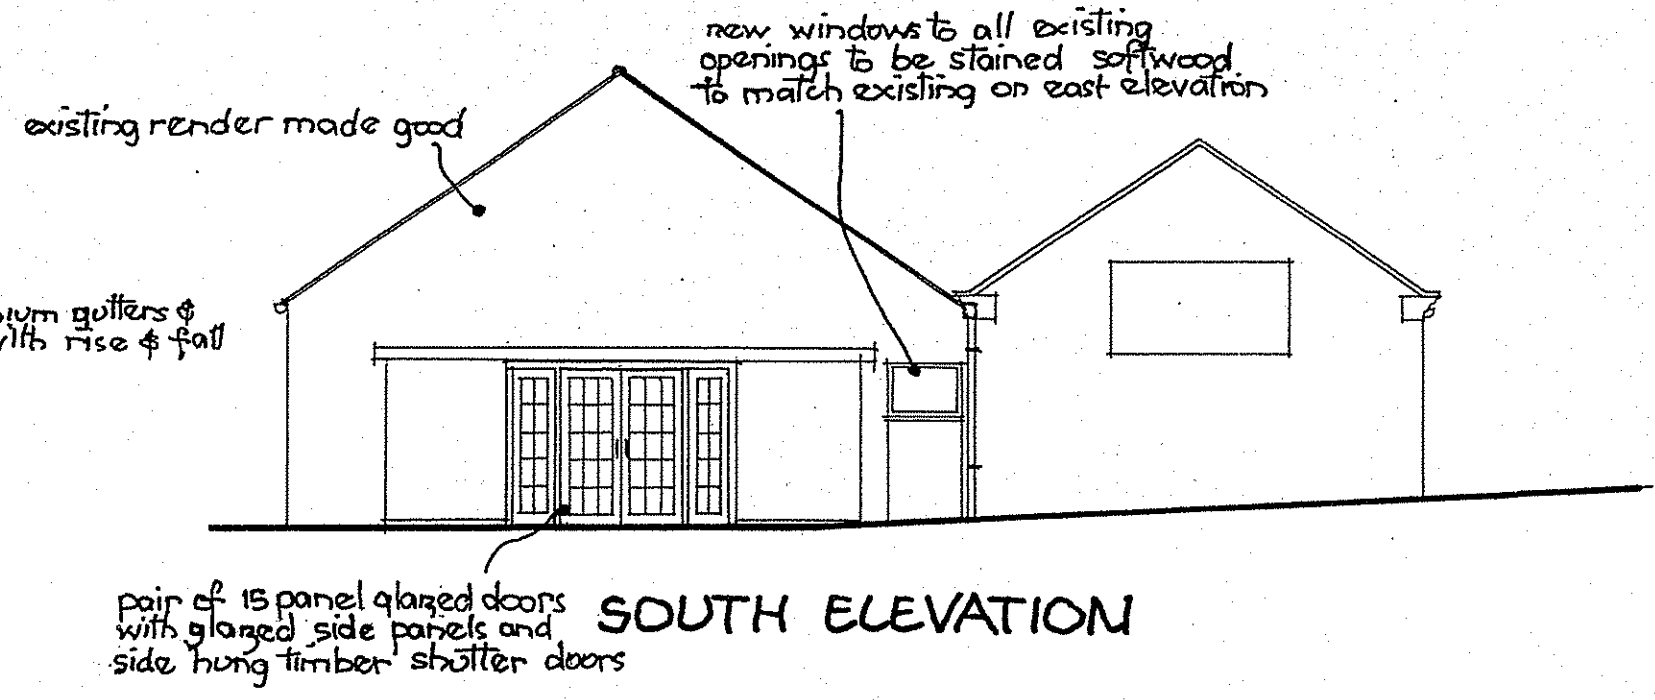 new windows to all existing
openings to be stained softwood
to match existing on east elevation
existing render made good
gutters &
rise & fall
pair of 15 panel glazed doors
with glazed side panels and
side hung timber shutter doors
SOUTH ELEVATION